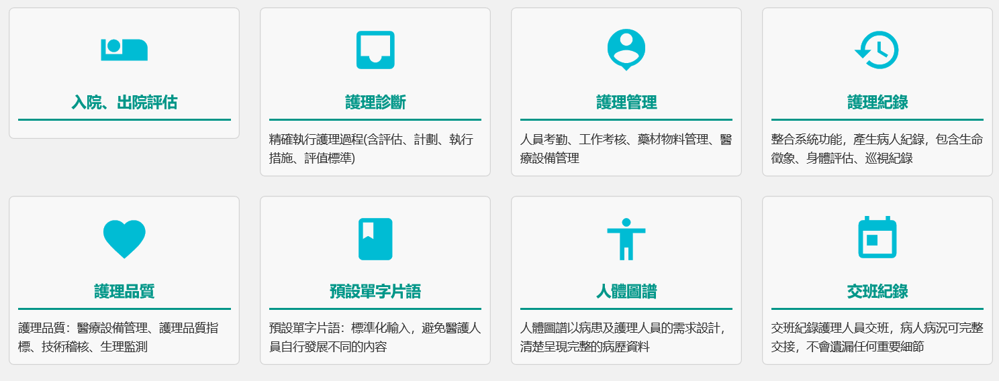 入院、出院評估
護理診斷
精確執行護理過程(含評估、計劃、執行
措施、評值標準)
護理管理
人員考勤、工作考核、藥材物料管理、醫
療設備管理
護理紀錄
整合系統功能，產生病人紀錄，包含生命
徵象、身體評估、巡視紀錄
護理品質
護理品質：醫療設備管理、護理品質指
標、技術稽核、生理監測
預設單字片語
預設單字片語：標準化輸入，避免醫護人
員自行發展不同的內容
人體圖譜
人體圖譜以病患及護理人員的需求設計，
清楚呈現完整的病歷資料
交班紀錄
交班紀錄護理人員交班，病人病況可完整
交接，不會遺漏任何重要細節